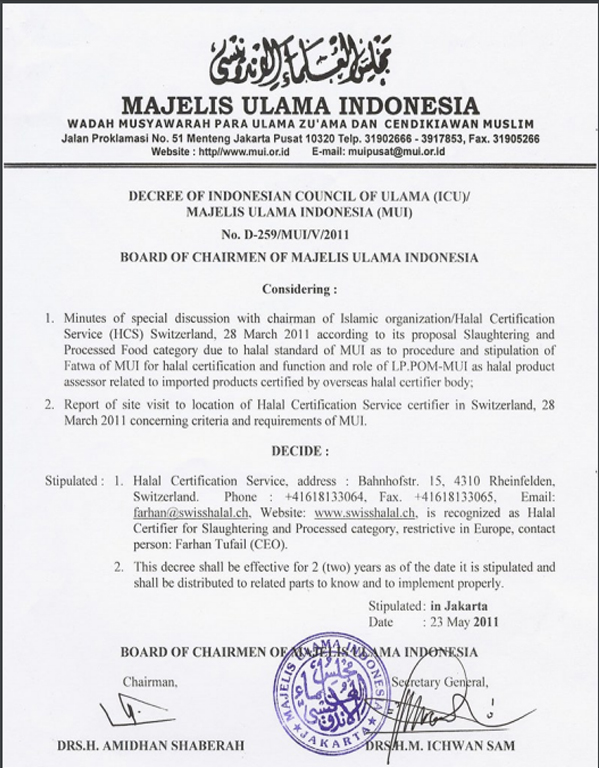 مجلس العلماء الاندونيسي
MAJELIS ULAMA INDONESIA
WADAH MUSYAWARAH PARA ULAMA ZU'AMA DAN CENDIKIAWAN MUSLIM
Jalan Proklamasi No. 51 Menteng Jakarta Pusat 10320 Telp. 31902666 - 3917853, Fax. 31905266
Website : http//www.mui.or.id E-mail: muipusat@mui.or.id
DECREE OF INDONESIAN COUNCIL OF ULAMA (ICU)/
MAJELIS ULAMA INDONESIA (MUI)
No. D-259/MUI/V/2011
BOARD OF CHAIRMEN OF MAJELIS ULAMA INDONESIA
Considering :
1. Minutes of special discussion with chairman of Islamic organization/Halal Certification
Service (HCS) Switzerland, 28 March 2011 according to its proposal Slaughtering and
Processed Food category due to halal standard of MUI as to procedure and stipulation of
Fatwa of MUI for halal certification and function and role of LP.POM-MUI as halal product
assessor related to imported products certified by overseas halal certifier body;
2. Report of site visit to location of Halal Certification Service certifier in Switzerland, 28
March 2011 concerning criteria and requirements of MUI.
DECIDE :
Stipulated : 1. Halal Certification Service, address : Bahnhofstr. 15, 4310 Rheinfelden,
Switzerland. Phone : +41618133064, Fax. +41618133065, Email:
farhan@swisshalal.ch, Website: www.swisshalal.ch, is recognized as Halal
Certifier for Slaughtering and Processed category, restrictive in Europe, contact
person: Farhan Tufail (CEO).
2. This decree shall be effective for 2 (two) years as of the date it is stipulated and
shall be distributed to related parts to know and to implement properly.
Stipulated : in Jakarta
Date : 23 May 2011
BOARD OF CHAIRMEN OF MAJELIS ULAMA INDONESIA
Chairman, Secretary General,
MAJELIS ULAMA INDONESIA
JAKARTA
DRS.H. AMIDHAN SHABERAH DRS.H.M. ICHWAN SAM